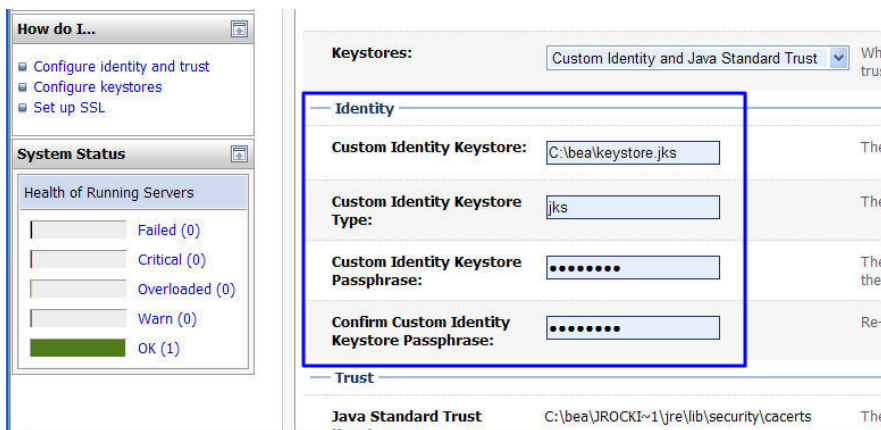 How do I...
Configure identity and trust
Configure keystores
Set up SSL
System Status
Health of Running Servers
Failed (0)
Critical (0)
Overloaded (0)
Warn (0)
OK (1)
Keystores:
Custom Identity and Java Standard Trust
Identity
Custom Identity Keystore:
C:\bea\keystore.jks
The
Custom Identity Keystore
Type:
jks
The
Custom Identity Keystore
Passphrase:
••••••••
The
the
Confirm Custom Identity
Keystore Passphrase:
••••••••
Re-
Trust
Java Standard Trust
C:\bea\JROCKI~1\jre\lib\security\cacerts
The